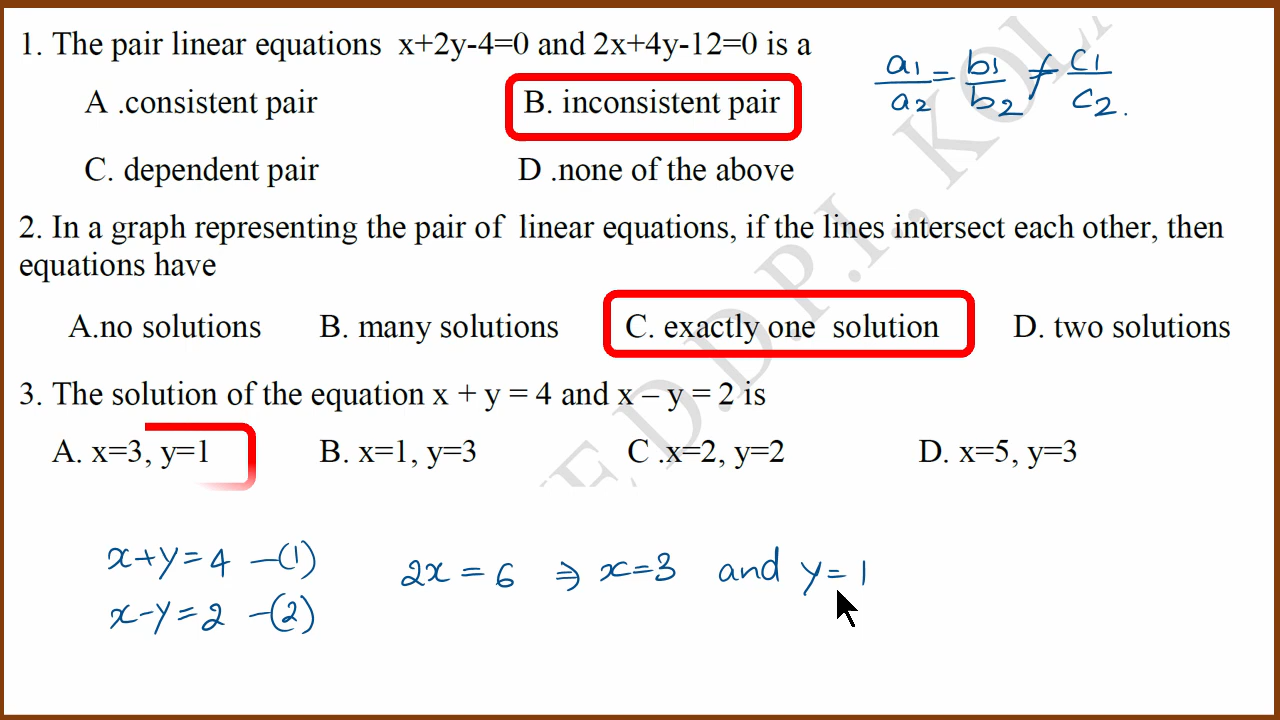 1. The pair linear equations x+2y-4=0 and 2x+4y-12=0 is a
a1/a2 = b1/b2 ≠ c1/c2.
A .consistent pair B. inconsistent pair
C. dependent pair D .none of the above
2. In a graph representing the pair of linear equations, if the lines intersect each other, then
equations have
A.no solutions B. many solutions C. exactly one solution D. two solutions
3. The solution of the equation x + y = 4 and x – y = 2 is
A. x=3, y=1 B. x=1, y=3 C .x=2, y=2 D. x=5, y=3
x+y=4 —(1)
x-y=2 —(2)
2x = 6 ⇒ x=3 and y=1